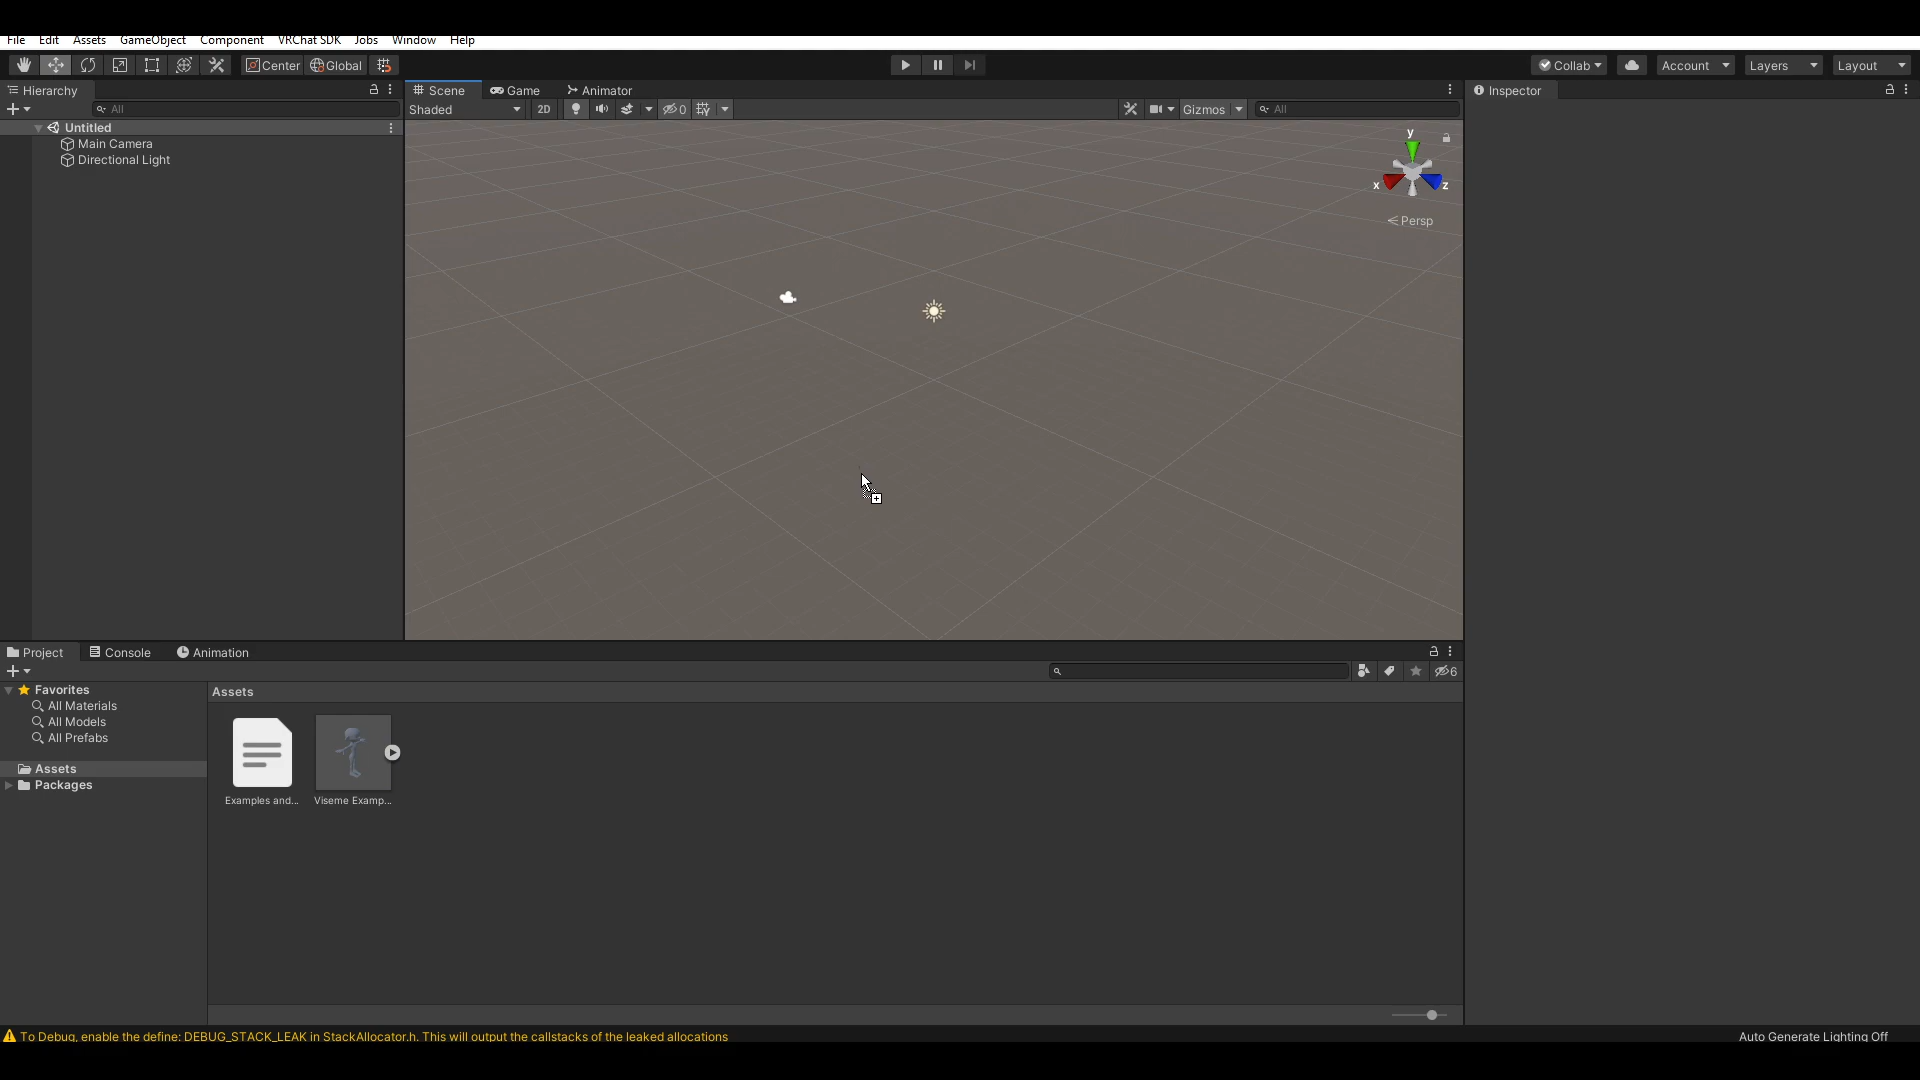 File Edit Assets GameObject Component VRChat SDK Jobs Window Help
Center Global Collab Account Layers Layout
Hierarchy Scene Game Animator Inspector
All Shaded 2D 0 Gizmos All
Untitled
Main Camera
Directional Light
y
x z
Persp
Project Console Animation
6
Favorites Assets
All Materials
All Models
All Prefabs
Assets
Packages
Examples and... Viseme Examp...
To Debug, enable the define: DEBUG_STACK_LEAK in StackAllocator.h. This will output the callstacks of the leaked allocations Auto Generate Lighting Off